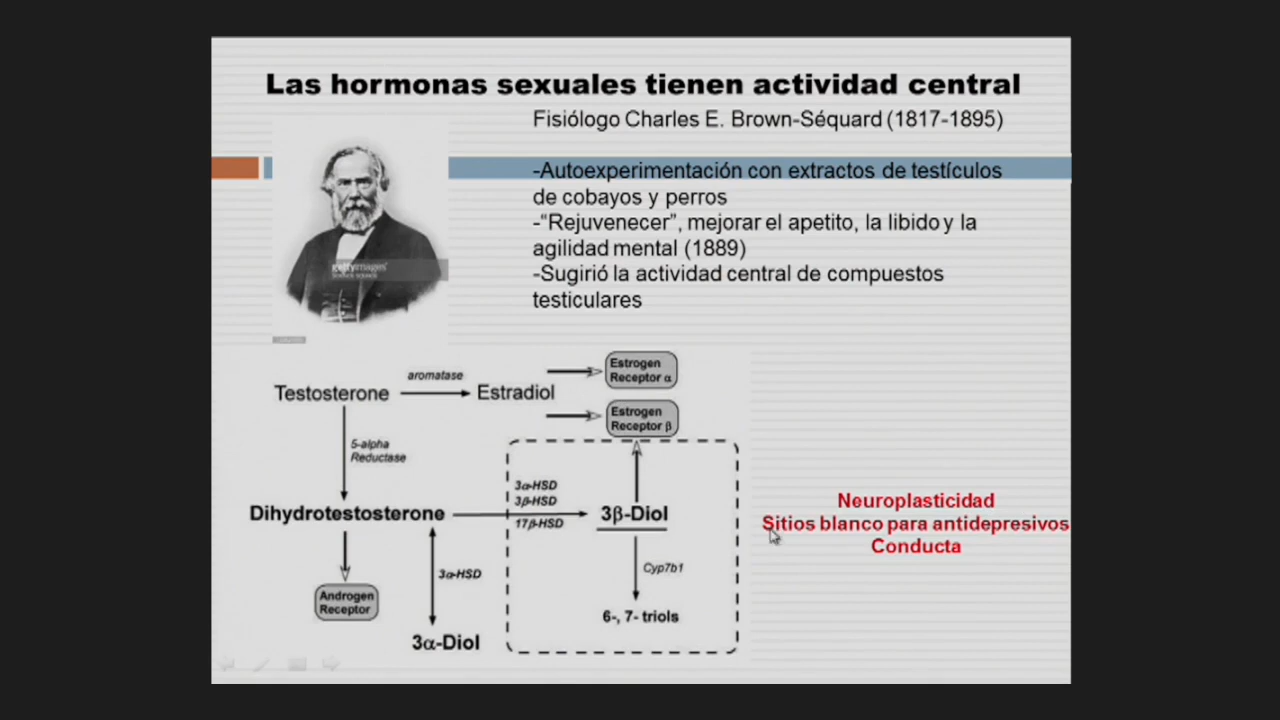 Las hormonas sexuales tienen actividad central
Fisiólogo Charles E. Brown-Séquard (1817-1895)
-Autoexperimentación con extractos de testículos
de cobayos y perros
-“Rejuvenecer”, mejorar el apetito, la libido y la
agilidad mental (1889)
-Sugirió la actividad central de compuestos
testiculares
gettyimages
Testosterone
aromatase
Estradiol
Estrogen
Receptor α
Estrogen
Receptor β
5-alpha
Reductase
Dihydrotestosterone
3α-HSD
3β-HSD
17β-HSD
3β-Diol
Androgen
Receptor
3α-HSD
3α-Diol
Cyp7b1
6-, 7- triols
Neuroplasticidad
Sitios blanco para antidepresivos
Conducta